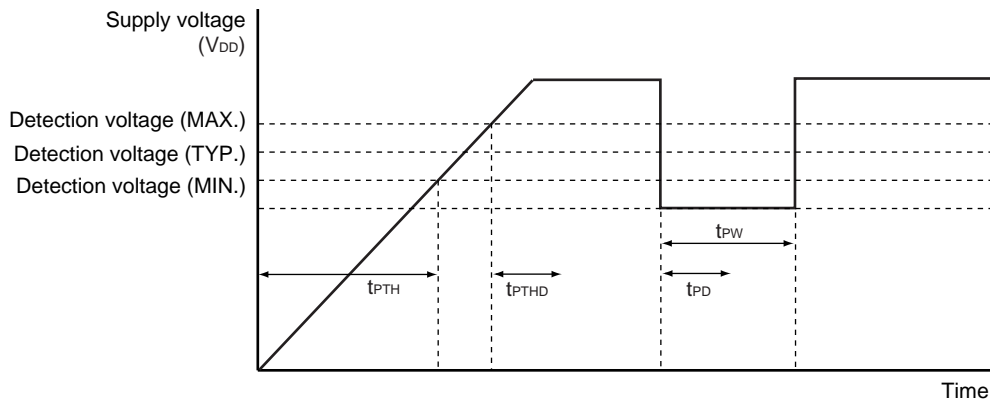 Supply voltage
(VDD)
Detection voltage (MAX.)
Detection voltage (TYP.)
Detection voltage (MIN.)
tPW
tPTH
tPTHD
tPD
Time